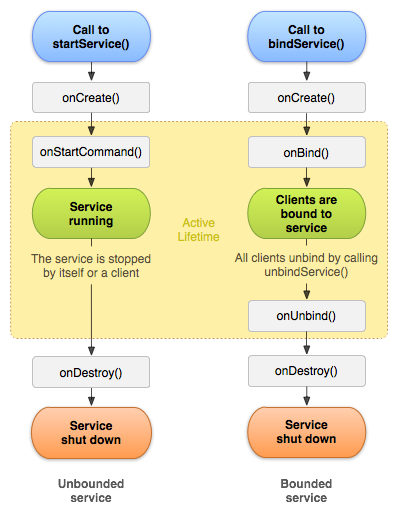 Call to
startService()
onCreate()
onStartCommand()
Service
running
The service is stopped
by itself or a client
onDestroy()
Service
shut down
Unbounded
service
Active
Lifetime
Call to
bindService()
onCreate()
onBind()
Clients are
bound to
service
All clients unbind by calling
unbindService()
onUnbind()
onDestroy()
Service
shut down
Bounded
service